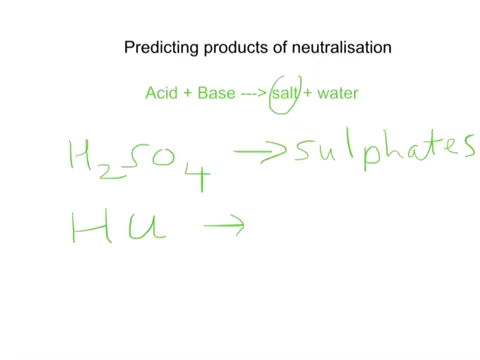 Predicting products of neutralisation
Acid + Base ---> salt + water
H₂SO₄ → sulphates
HCl →